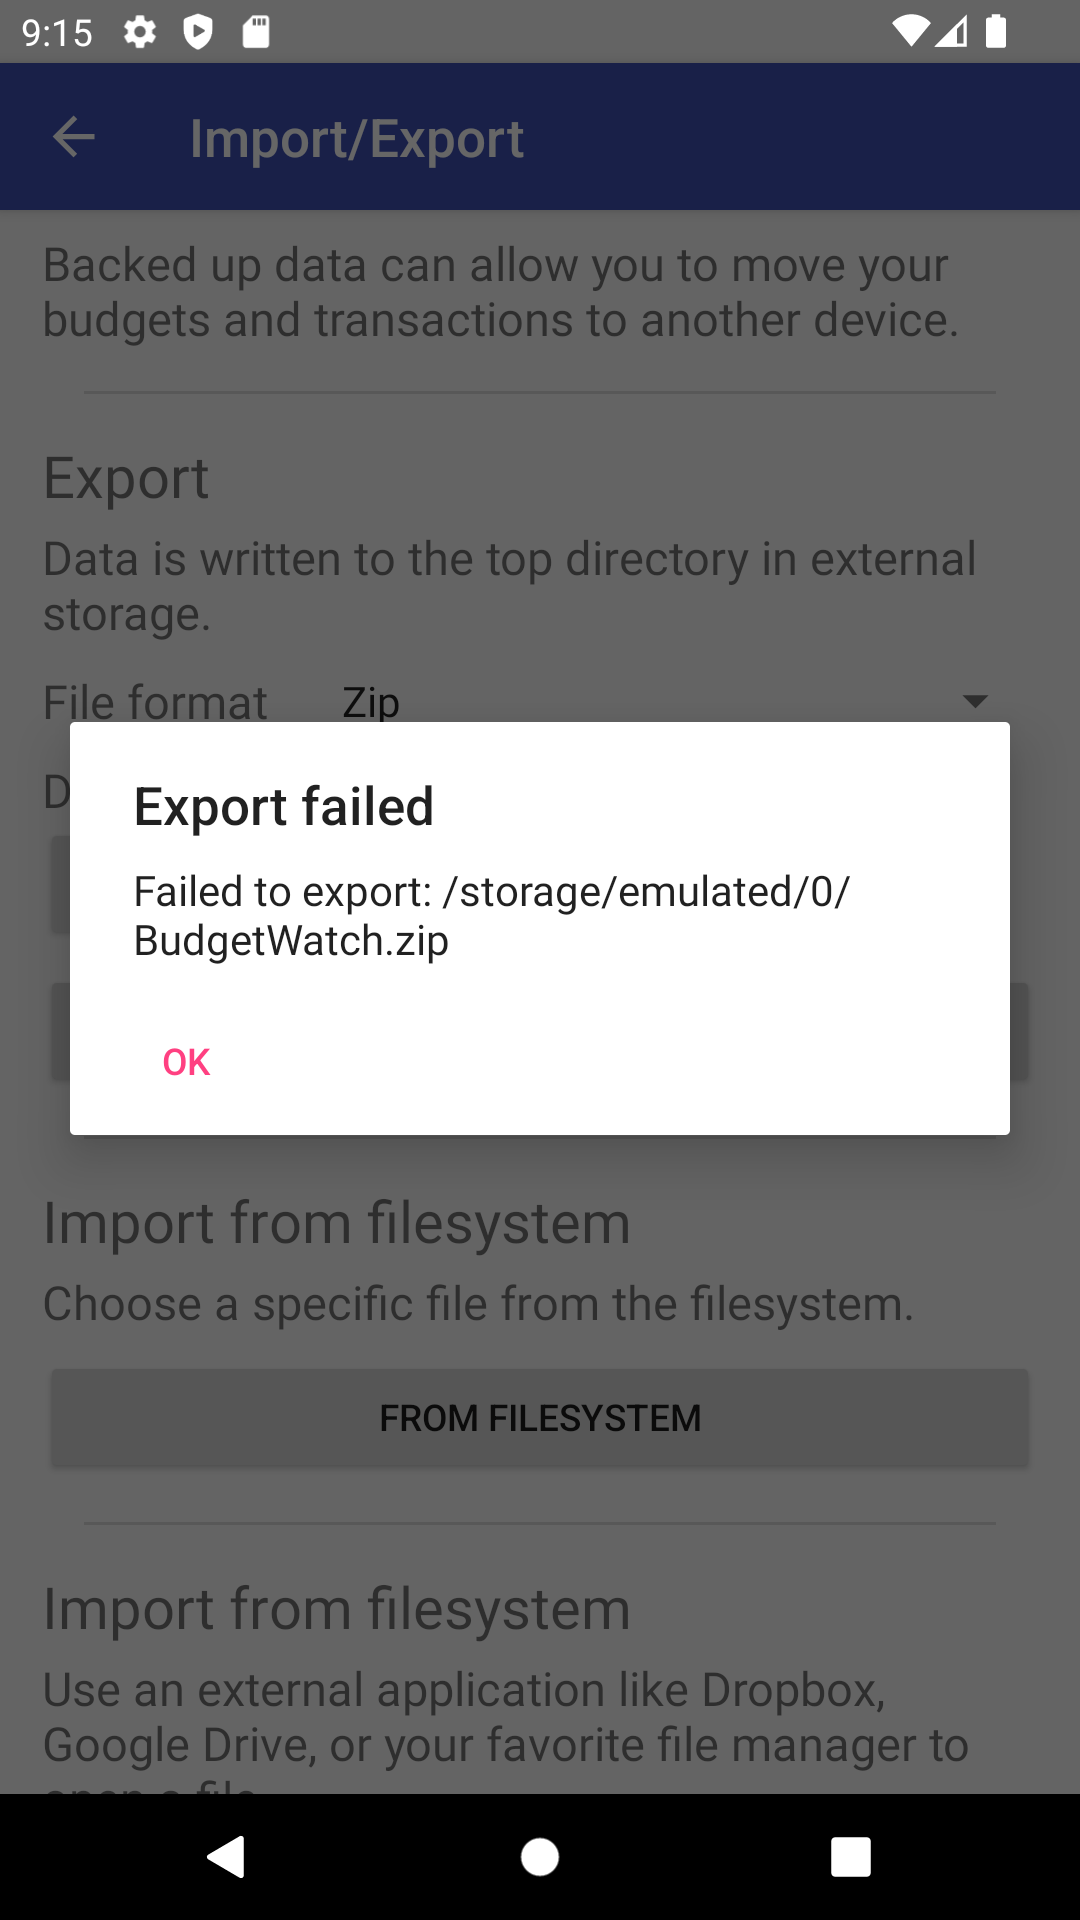 9:15
Import/Export
Backed up data can allow you to move your
budgets and transactions to another device.
Export
Data is written to the top directory in external
storage.
File format Zip
D
Export failed
Failed to export: /storage/emulated/0/
BudgetWatch.zip
OK
Import from filesystem
Choose a specific file from the filesystem.
FROM FILESYSTEM
Import from filesystem
Use an external application like Dropbox,
Google Drive, or your favorite file manager to
open a file